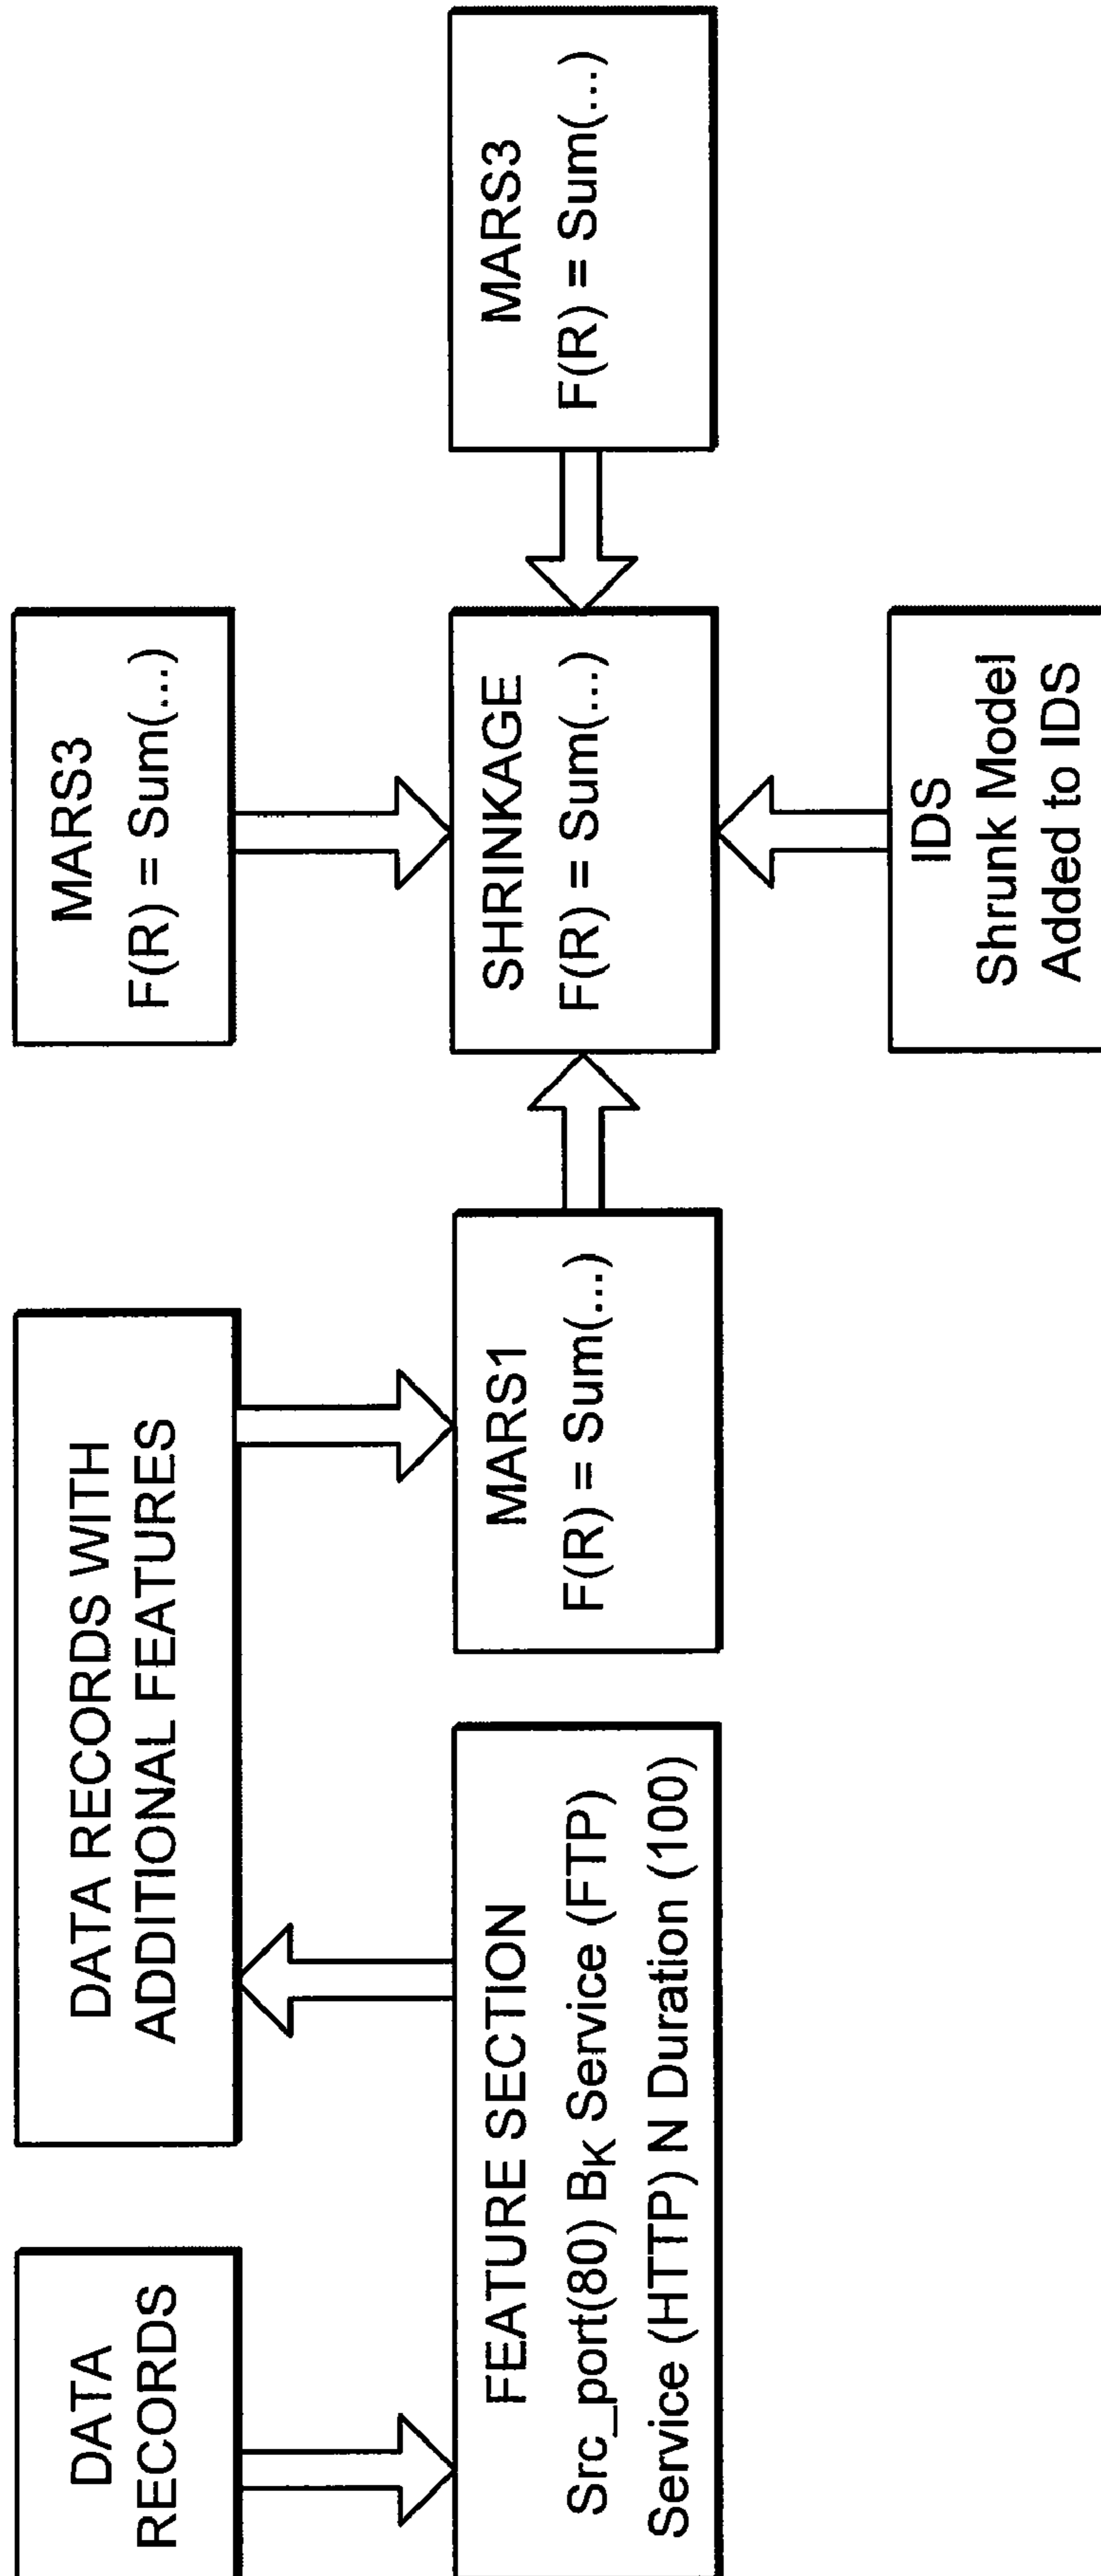 DATA
RECORDS
FEATURE SECTION
Src_port(80) BK Service (FTP)
Service (HTTP) N Duration (100)
DATA RECORDS WITH
ADDITIONAL FEATURES
MARS1
F(R) = Sum(...)
MARS3
F(R) = Sum(...)
SHRINKAGE
F(R) = Sum(...)
MARS3
F(R) = Sum(...)
IDS
Shrunk Model
Added to IDS